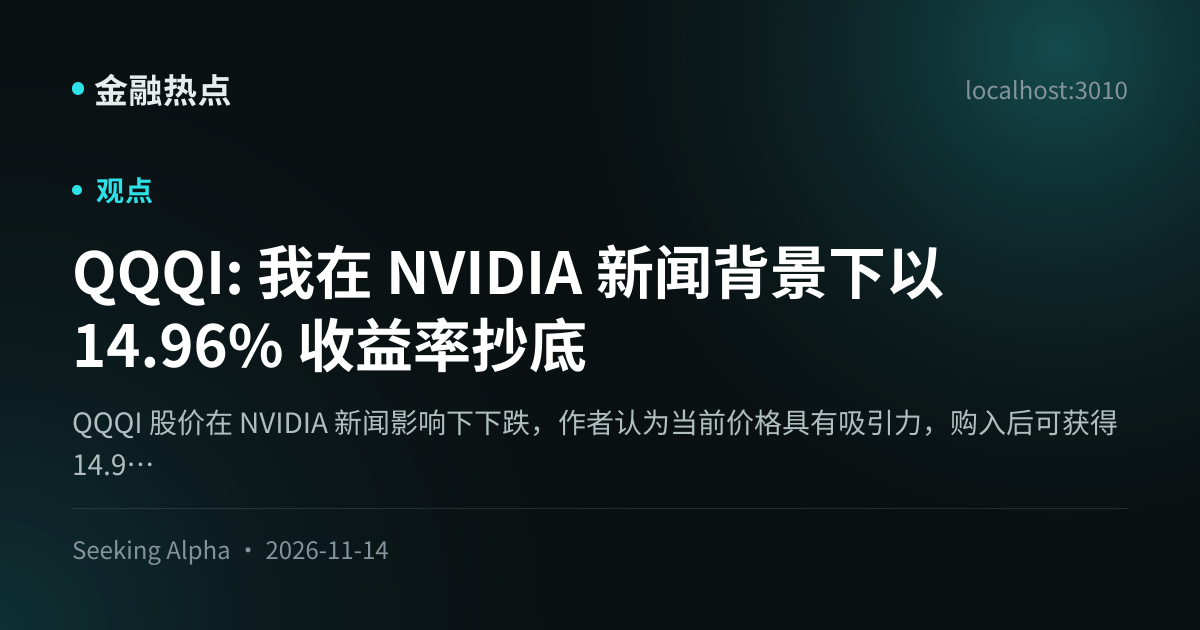 金融热点
localhost:3010
观点
QQQI: 我在 NVIDIA 新闻背景下以
14.96% 收益率抄底
QQQI 股价在 NVIDIA 新闻影响下下跌，作者认为当前价格具有吸引力，购入后可获得
14.9…
Seeking Alpha · 2026-11-14